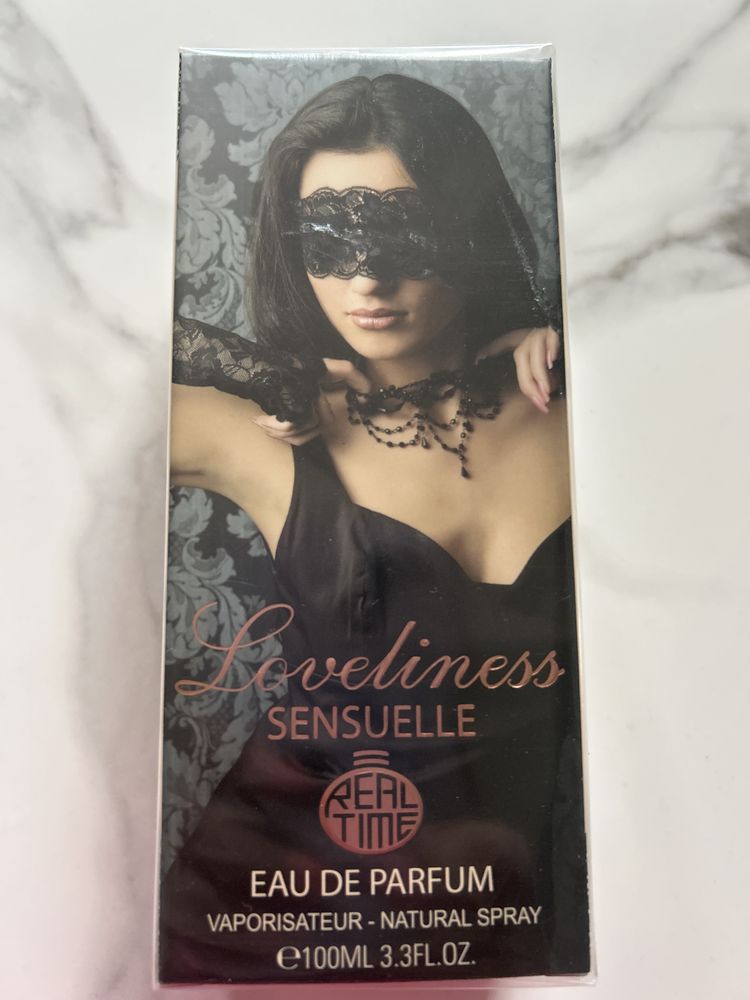 Loveliness
SENSUELLE
REAL
TIME
EAU DE PARFUM
VAPORISATEUR - NATURAL SPRAY
℮100ML 3.3FL.OZ.